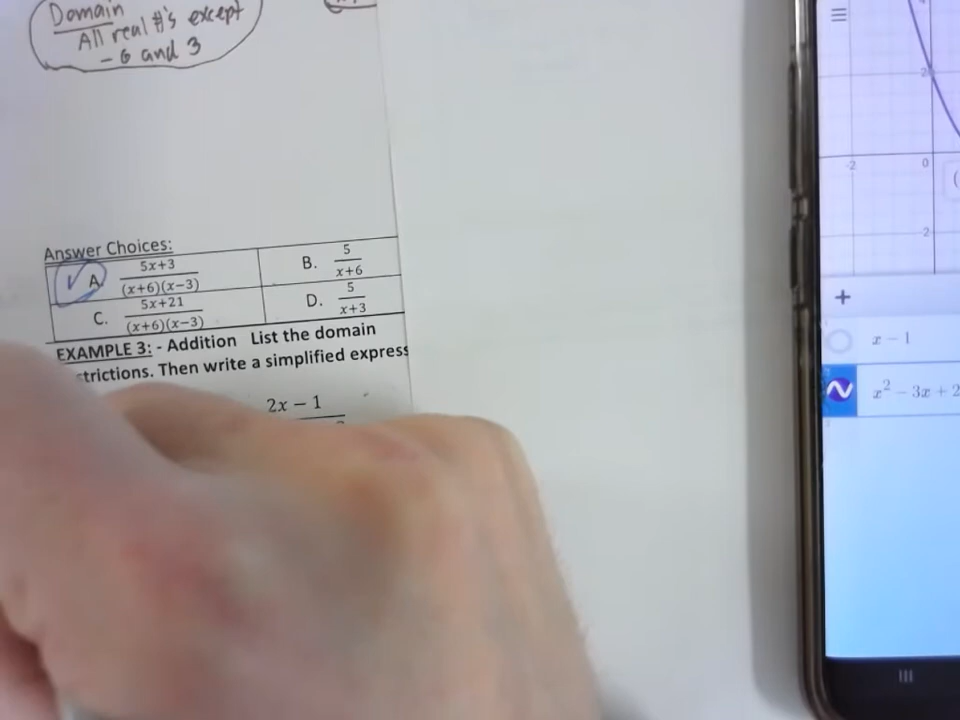 Domain
All real #'s except
-6 and 3
Answer Choices:
A. 5x+3/(x+6)(x−3)
B. 5/x+6
C. 5x+21/(x+6)(x−3)
D. 5/x+3
EXAMPLE 3: - Addition List the domain
trictions. Then write a simplified express
2x − 1
-2 0
2
+
x − 1
x² − 3x + 2